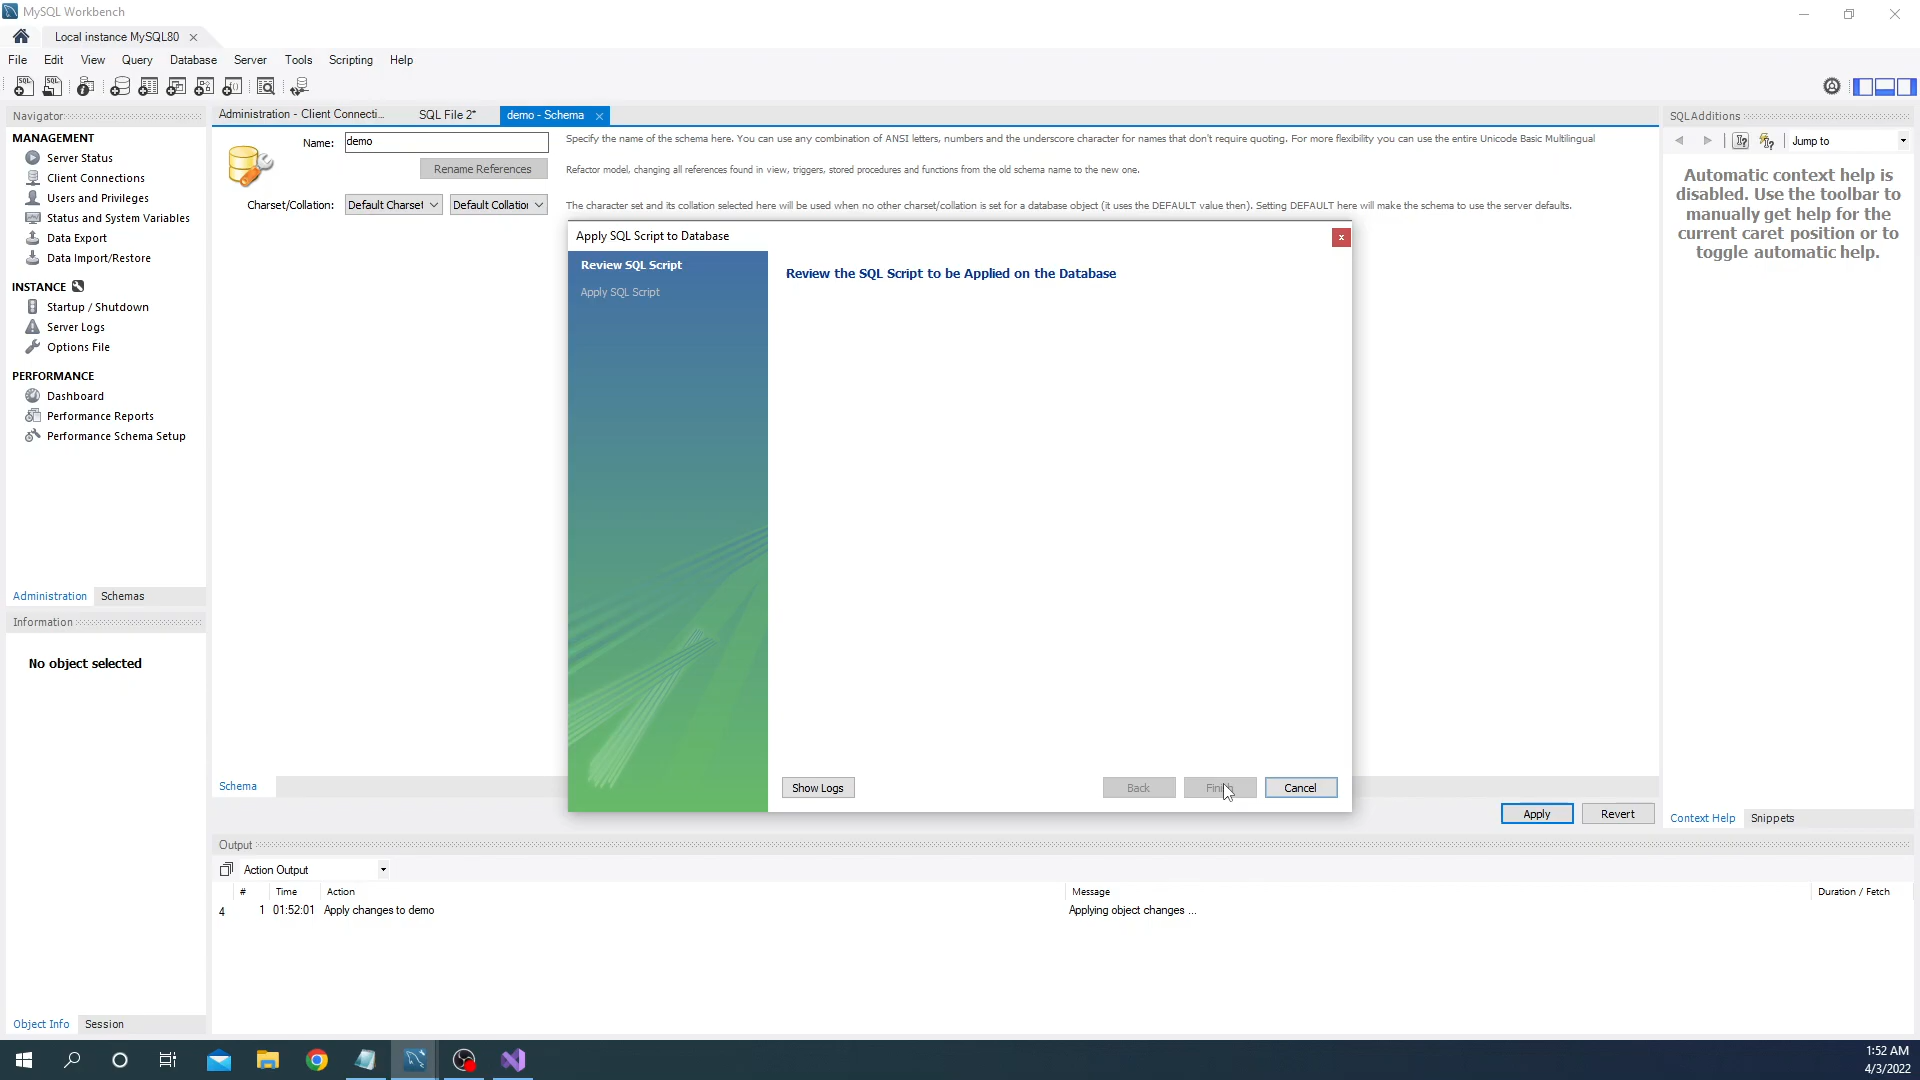 MySQL Workbench
Local instance MySQL80
File Edit View Query Database Server Tools Scripting Help
Navigator
MANAGEMENT
Server Status
Client Connections
Users and Privileges
Status and System Variables
Data Export
Data Import/Restore
INSTANCE
Startup / Shutdown
Server Logs
Options File
PERFORMANCE
Dashboard
Performance Reports
Performance Schema Setup
Administration Schemas
Information
No object selected
Object Info Session
Administration - Client Connecti... SQL File 2* demo - Schema
Name: demo
Specify the name of the schema here. You can use any combination of ANSI letters, numbers and the underscore character for names that don't require quoting. For more flexibility you can use the entire Unicode Basic Multilingual
Rename References
Refactor model, changing all references found in view, triggers, stored procedures and functions from the old schema name to the new one.
Charset/Collation: Default Charset Default Collation
The character set and its collation selected here will be used when no other charset/collation is set for a database object (it uses the DEFAULT value then). Setting DEFAULT here will make the schema to use the server defaults.
Apply SQL Script to Database
Review SQL Script
Apply SQL Script
Review the SQL Script to be Applied on the Database
Show Logs Back Finish Cancel
Schema
Apply Revert
SQLAdditions
Jump to
Automatic context help is
disabled. Use the toolbar to
manually get help for the
current caret position or to
toggle automatic help.
Context Help Snippets
Output
Action Output
# Time Action Message Duration / Fetch
4 1 01:52:01 Apply changes to demo Applying object changes ...
1:52 AM
4/3/2022